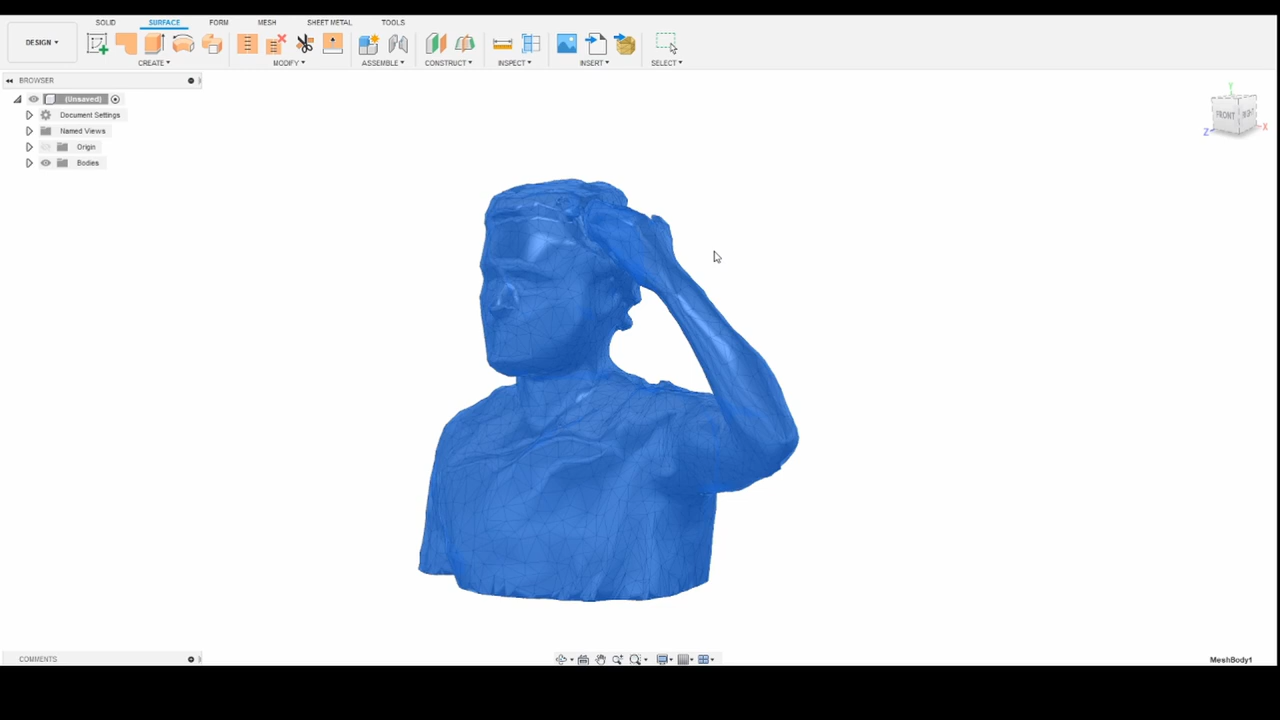 SOLID SURFACE FORM MESH SHEET METAL TOOLS
DESIGN
CREATE MODIFY ASSEMBLE CONSTRUCT INSPECT INSERT SELECT
BROWSER
(Unsaved)
Document Settings
Named Views
Origin
Bodies
Y
FRONT RIGHT
Z X
COMMENTS
MeshBody1